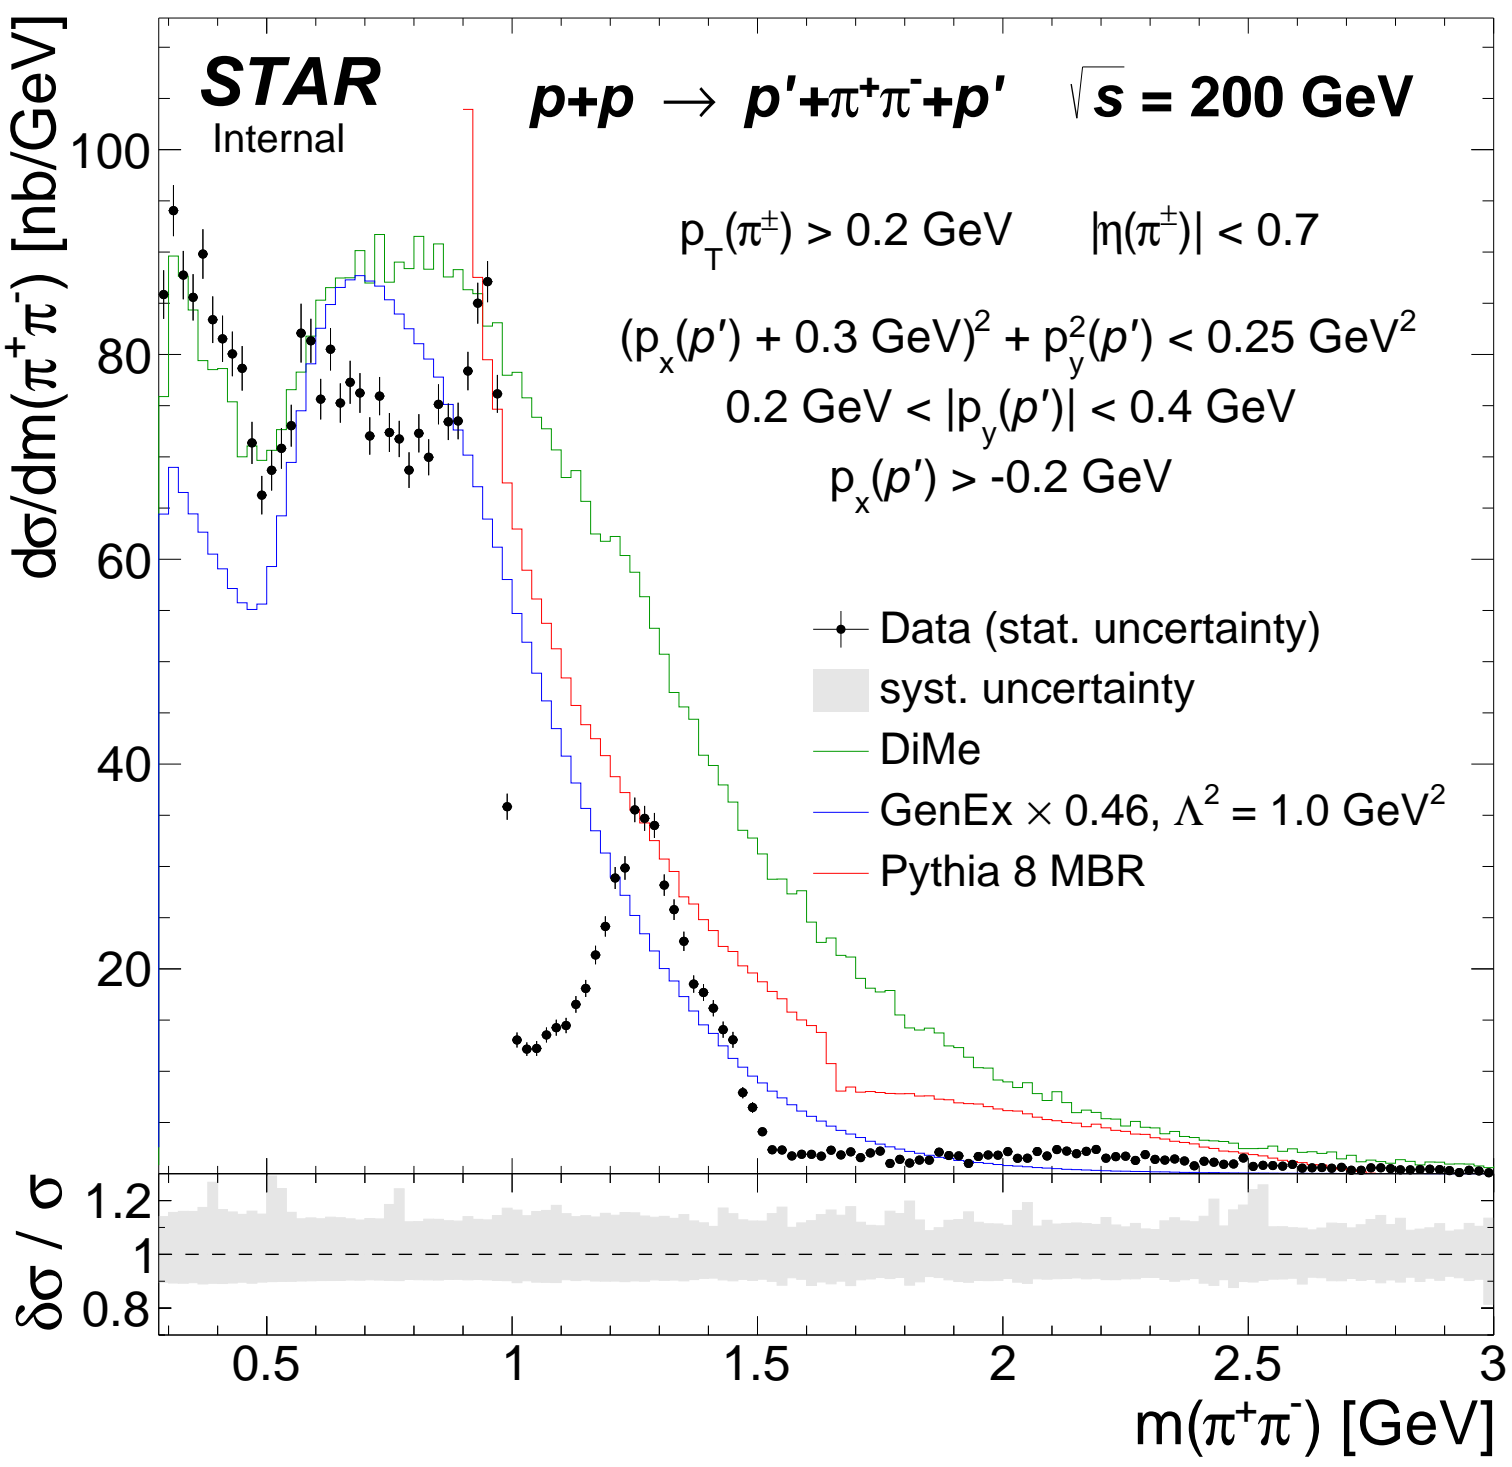 STAR
Internal
p+p → p′+π⁺π⁻+p′ √s = 200 GeV
p_T(π^±) > 0.2 GeV |η(π^±)| < 0.7
(p_x(p′) + 0.3 GeV)² + p_y²(p′) < 0.25 GeV²
0.2 GeV < |p_y(p′)| < 0.4 GeV
p_x(p′) > -0.2 GeV
Data (stat. uncertainty)
syst. uncertainty
DiMe
GenEx × 0.46, Λ² = 1.0 GeV²
Pythia 8 MBR
dσ/dm(π⁺π⁻) [nb/GeV]
100
80
60
40
20
δσ / σ
1.2
1
0.8
0.5 1 1.5 2 2.5 3
m(π⁺π⁻) [GeV]